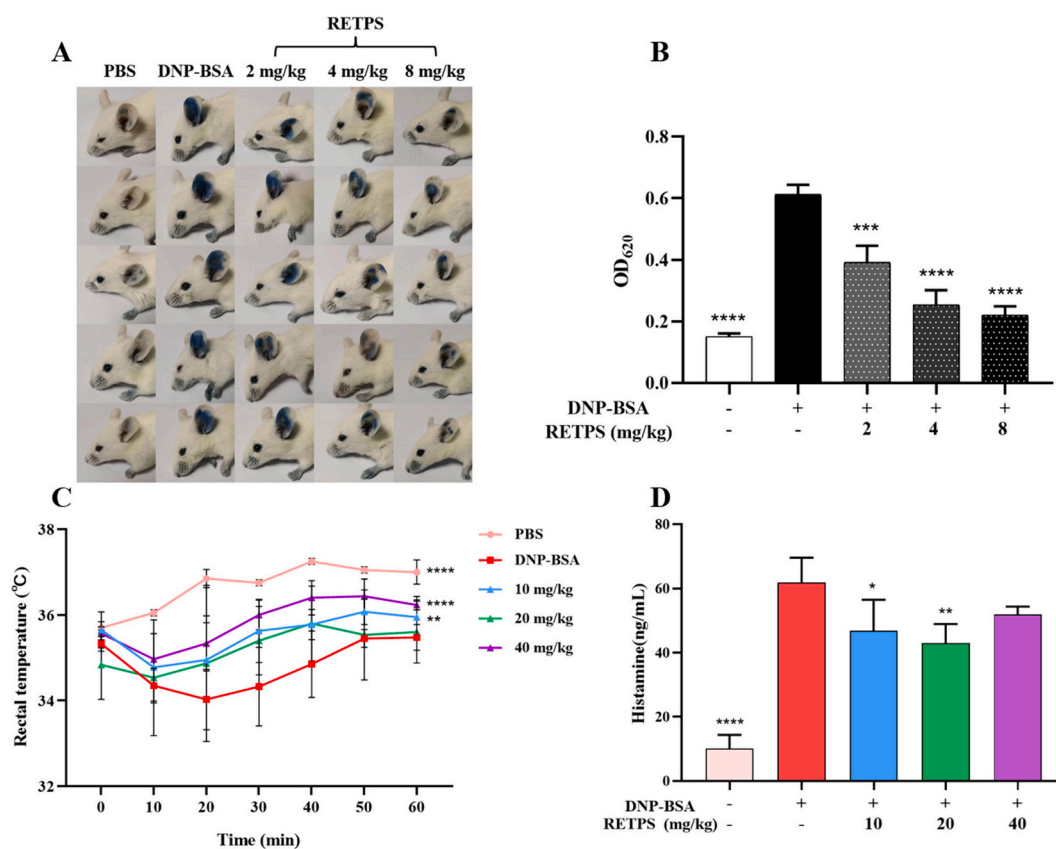 RETPS
A
PBS DNP-BSA 2 mg/kg 4 mg/kg 8 mg/kg
B
0.8
0.6
0.4
0.2
0.0
OD620
****
***
****
****
DNP-BSA - + + + +
RETPS (mg/kg) - - 2 4 8
C
38
36
34
32
Rectal temperature (℃)
0 10 20 30 40 50 60
Time (min)
PBS
DNP-BSA
10 mg/kg
20 mg/kg
40 mg/kg
****
****
**
D
80
60
40
20
0
Histamine(ng/mL)
****
*
**
DNP-BSA - + + + +
RETPS (mg/kg) - - 10 20 40